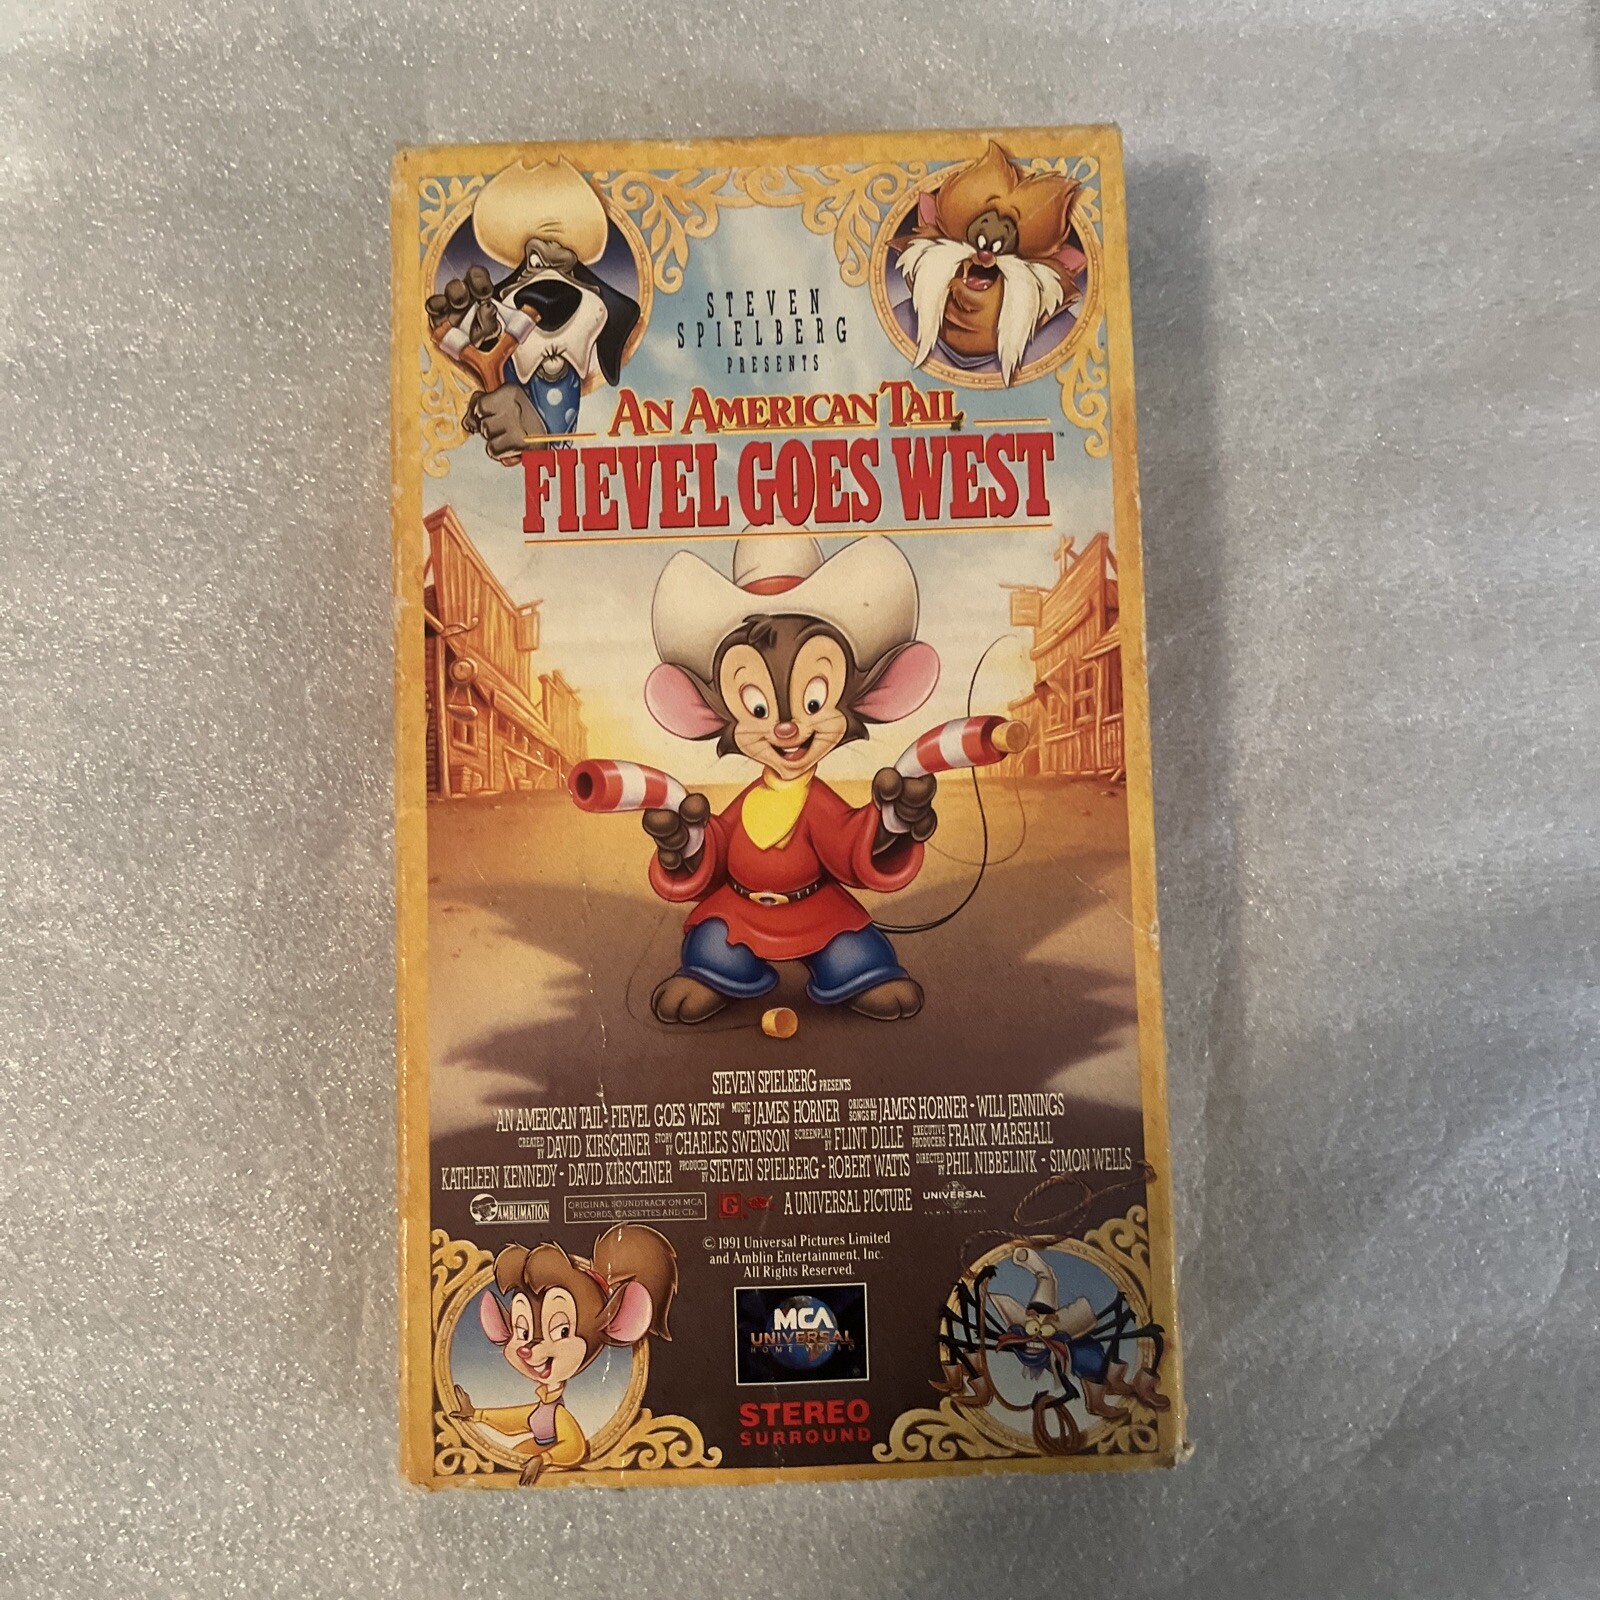 STEVEN
SPIELBERG
PRESENTS
AN AMERICAN TAIL
FIEVEL GOES WEST™
STEVEN SPIELBERG PRESENTS
AN AMERICAN TAIL: FIEVEL GOES WEST MUSIC BY JAMES HORNER ORIGINAL SONGS BY JAMES HORNER - WILL JENNINGS
CREATED BY DAVID KIRSCHNER STORY BY CHARLES SWENSON SCREENPLAY BY FLINT DILLE EXECUTIVE PRODUCERS FRANK MARSHALL
KATHLEEN KENNEDY - DAVID KIRSCHNER PRODUCED BY STEVEN SPIELBERG - ROBERT WATTS DIRECTED BY PHIL NIBBELINK - SIMON WELLS
AMBLIMATION
ORIGINAL SOUNDTRACK ON MCA
RECORDS, CASSETTES AND CDs
G
A UNIVERSAL PICTURE
UNIVERSAL
AN MCA COMPANY
© 1991 Universal Pictures Limited
and Amblin Entertainment, Inc.
All Rights Reserved.
MCA
UNIVERSAL
HOME VIDEO
STEREO
SURROUND